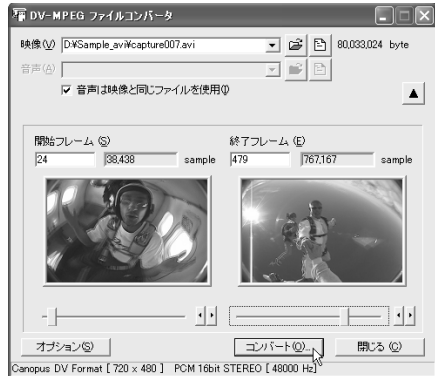 DV-MPEG ファイルコンバータ
映像(V) D:¥Sample_avi¥capture007.avi 80,033,024 byte
音声(A)
音声は映像と同じファイルを使用(I)
開始フレーム (S) 終了フレーム (E)
24 38,438 sample 479 767,167 sample
オプション(S) コンバート(O)... 閉じる (C)
Canopus DV Format [ 720 x 480 ] PCM 16bit STEREO [ 48000 Hz]